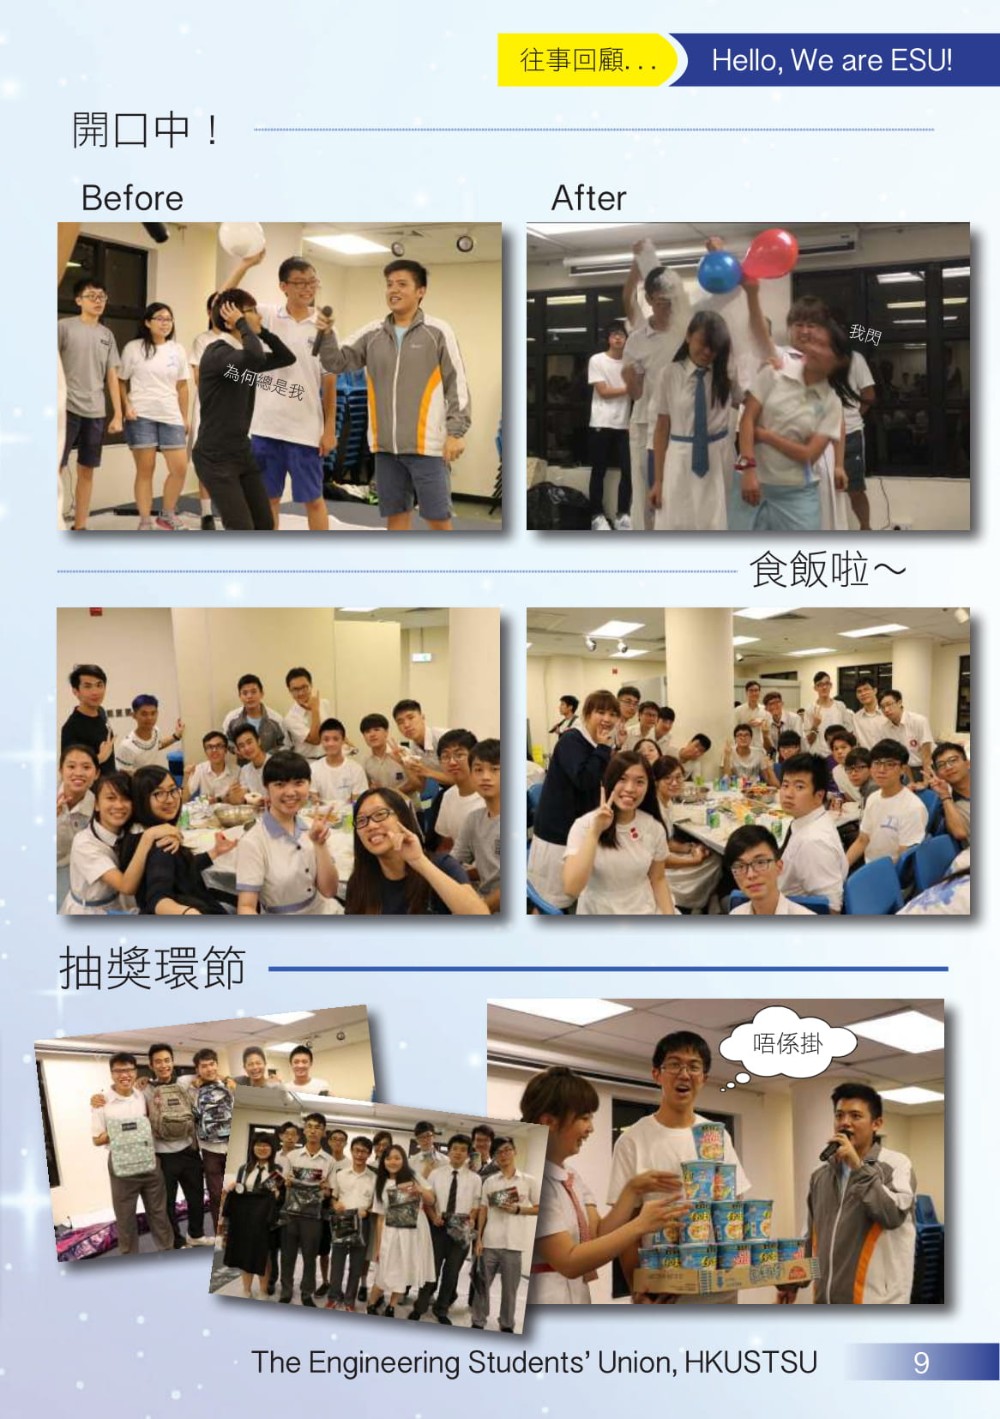 往事回顧...
Hello, We are ESU!
開口中！
Before
After
為何總是我
我閃
食飯啦～
抽獎環節
唔係掛
The Engineering Students' Union, HKUSTSU
9